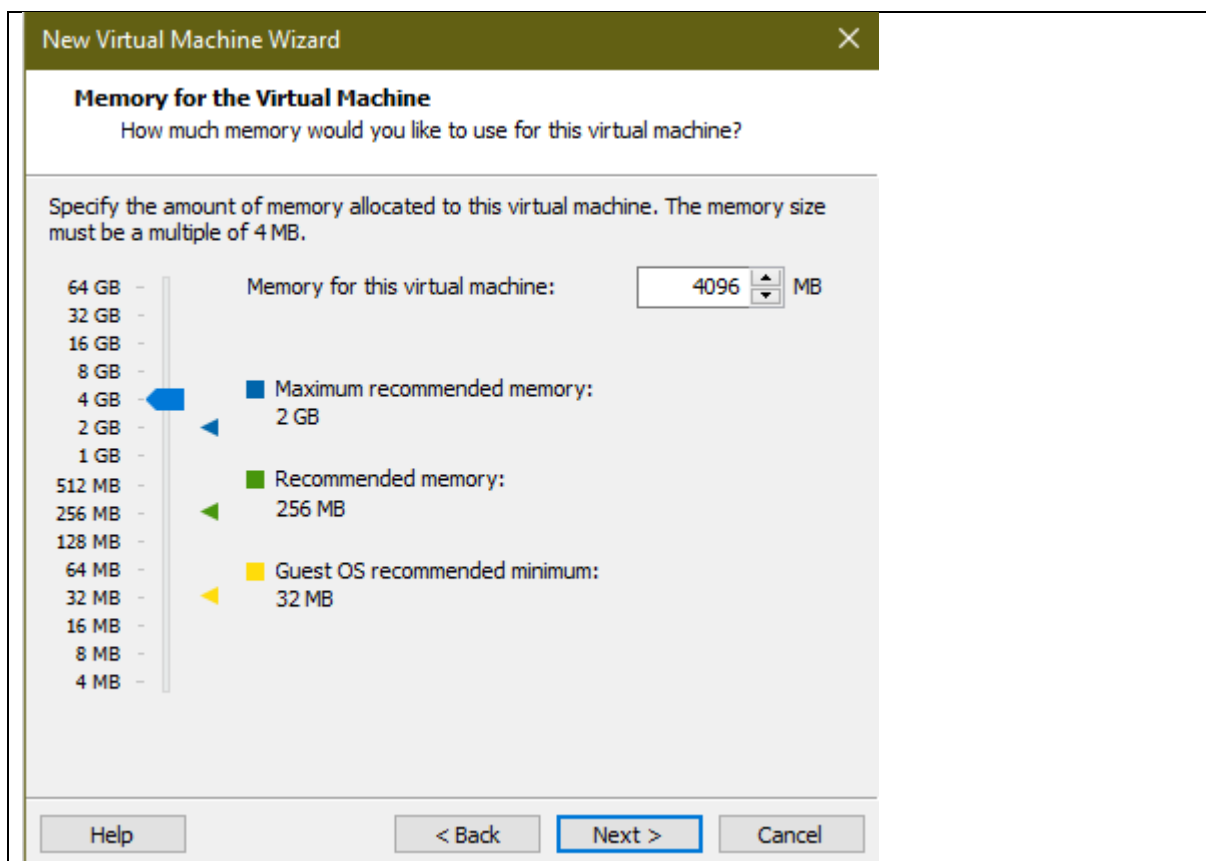 New Virtual Machine Wizard
Memory for the Virtual Machine
How much memory would you like to use for this virtual machine?
Specify the amount of memory allocated to this virtual machine. The memory size
must be a multiple of 4 MB.
64 GB
Memory for this virtual machine:
4096
MB
32 GB
16 GB
8 GB
4 GB
2 GB
1 GB
512 MB
256 MB
128 MB
64 MB
32 MB
16 MB
8 MB
4 MB
Maximum recommended memory:
2 GB
Recommended memory:
256 MB
Guest OS recommended minimum:
32 MB
Help
< Back
Next >
Cancel